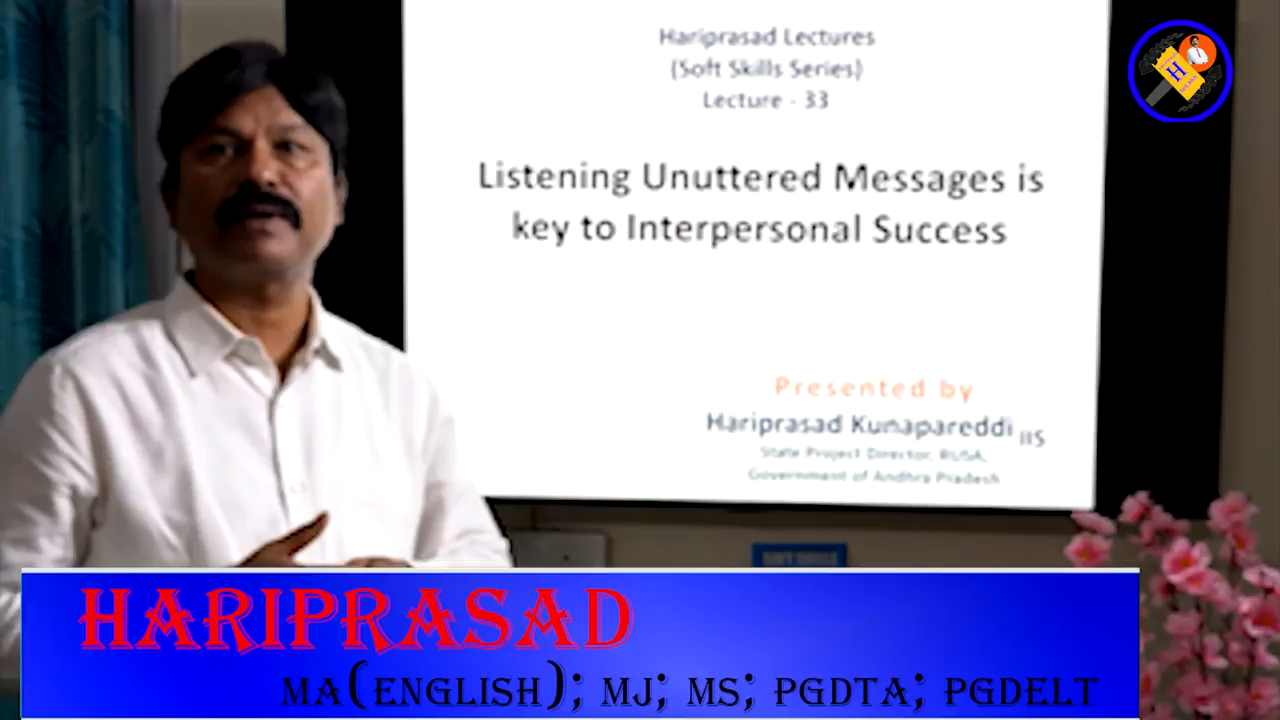 Hariprasad Lectures
(Soft Skills Series)
Lecture - 33
Listening Unuttered Messages is
key to Interpersonal Success
Presented by
Hariprasad Kunapareddi IIS
State Project Director, RUSA,
Government of Andhra Pradesh
H
HARIPRASAD
MA(ENGLISH); MJ; MS; PGDTA; PGDELT